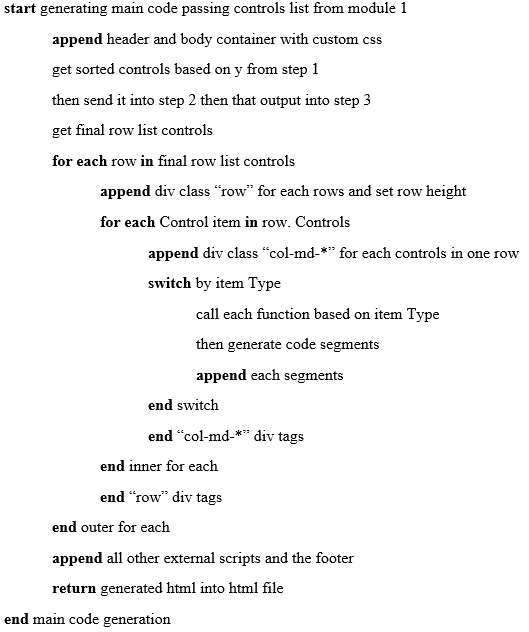 start generating main code passing controls list from module 1
append header and body container with custom css
get sorted controls based on y from step 1
then send it into step 2 then that output into step 3
get final row list controls
for each row in final row list controls
append div class “row” for each rows and set row height
for each Control item in row. Controls
append div class “col-md-*” for each controls in one row
switch by item Type
call each function based on item Type
then generate code segments
append each segments
end switch
end “col-md-*” div tags
end inner for each
end “row” div tags
end outer for each
append all other external scripts and the footer
return generated html into html file
end main code generation